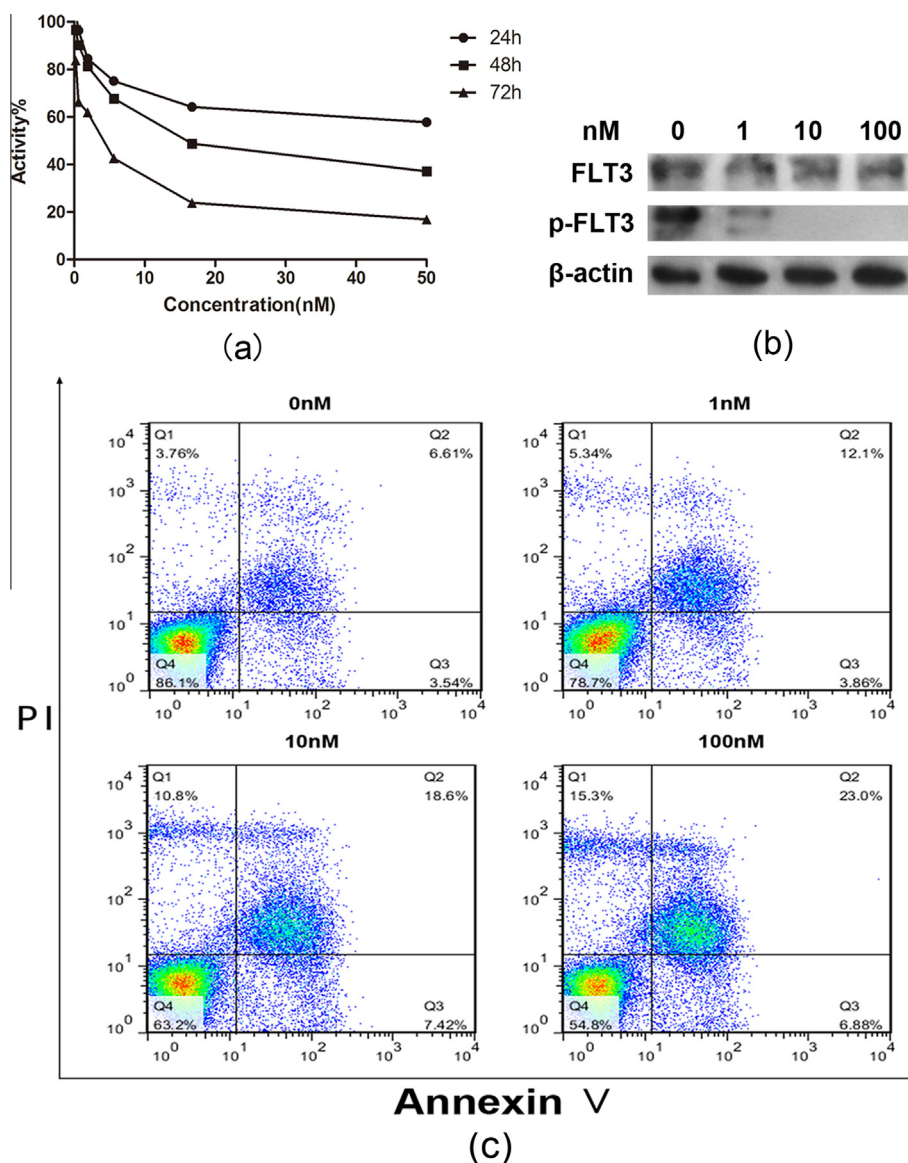 100
80
60
40
20
0
Activity%
0 10 20 30 40 50
Concentration(nM)
24h
48h
72h
(a)
nM 0 1 10 100
FLT3
p-FLT3
β-actin
(b)
0nM
Q1
3.76%
Q2
6.61%
Q4
86.1%
Q3
3.54%
10⁴
10³
10²
10¹
10⁰
10⁰ 10¹ 10² 10³ 10⁴
1nM
Q1
5.34%
Q2
12.1%
Q4
78.7%
Q3
3.86%
10⁴
10³
10²
10¹
10⁰
10⁰ 10¹ 10² 10³ 10⁴
PI
10nM
Q1
10.8%
Q2
18.6%
Q4
63.2%
Q3
7.42%
10⁴
10³
10²
10¹
10⁰
10⁰ 10¹ 10² 10³ 10⁴
100nM
Q1
15.3%
Q2
23.0%
Q4
54.8%
Q3
6.88%
10⁴
10³
10²
10¹
10⁰
10⁰ 10¹ 10² 10³ 10⁴
Annexin V
(c)